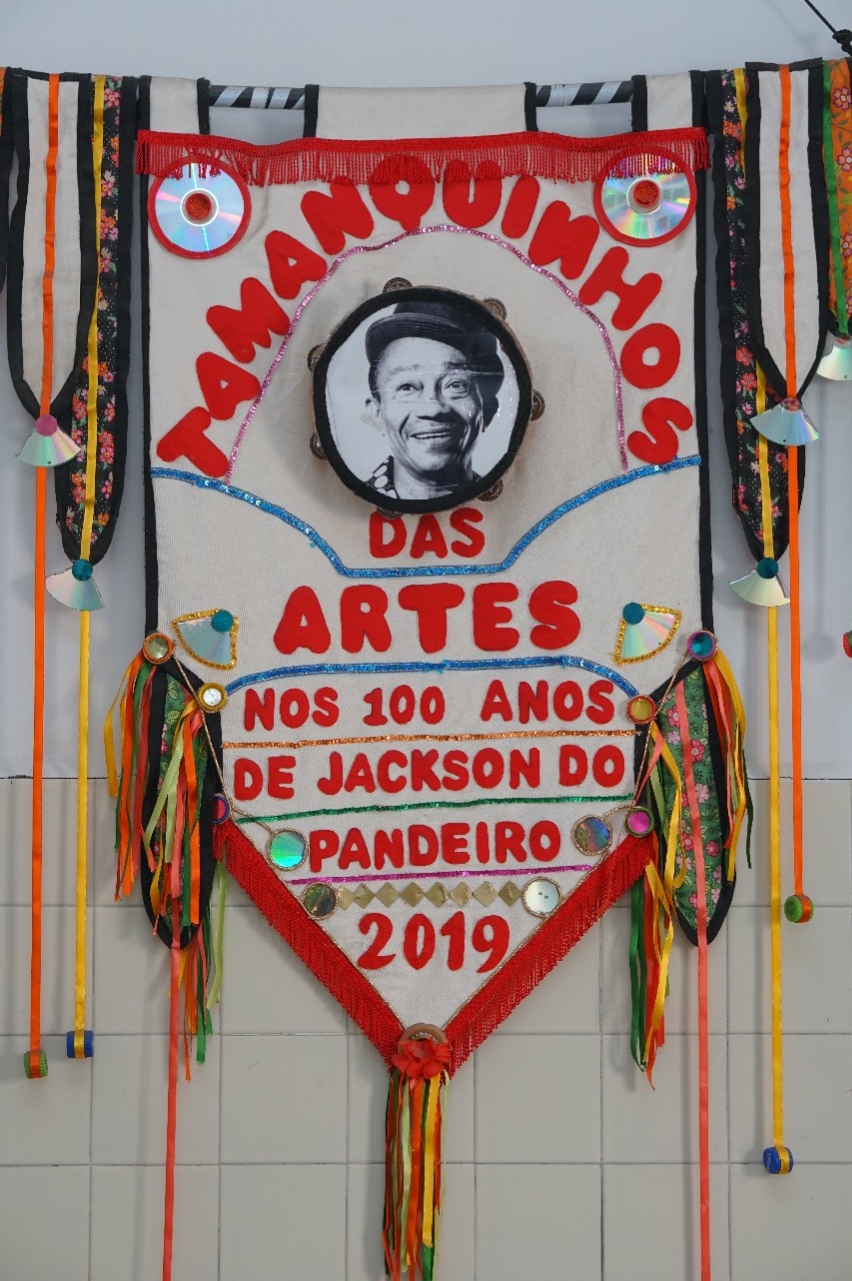 TAMANQUINHOS
DAS
ARTES
NOS 100 ANOS
DE JACKSON DO
PANDEIRO
2019